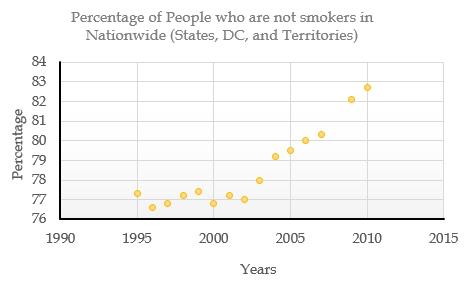 Percentage of People who are not smokers in
Nationwide (States, DC, and Territories)
84
83
82
81
80
79
78
77
76
Percentage
1990 1995 2000 2005 2010 2015
Years